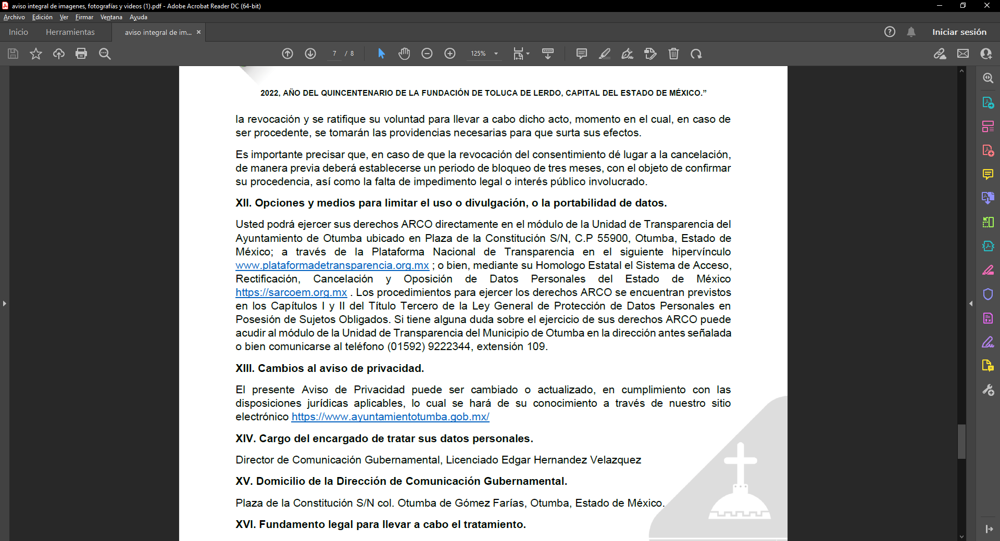 aviso integral de imagenes, fotografías y videos (1).pdf - Adobe Acrobat Reader DC (64-bit)
Archivo Edición Ver Firmar Ventana Ayuda
Inicio Herramientas aviso integral de im... × Iniciar sesión
7 / 8 125%
2022, AÑO DEL QUINCENTENARIO DE LA FUNDACIÓN DE TOLUCA DE LERDO, CAPITAL DEL ESTADO DE MÉXICO.”
la revocación y se ratifique su voluntad para llevar a cabo dicho acto, momento en el cual, en caso de
ser procedente, se tomarán las providencias necesarias para que surta sus efectos.
Es importante precisar que, en caso de que la revocación del consentimiento dé lugar a la cancelación,
de manera previa deberá establecerse un periodo de bloqueo de tres meses, con el objeto de confirmar
su procedencia, así como la falta de impedimento legal o interés público involucrado.
XII. Opciones y medios para limitar el uso o divulgación, o la portabilidad de datos.
Usted podrá ejercer sus derechos ARCO directamente en el módulo de la Unidad de Transparencia del
Ayuntamiento de Otumba ubicado en Plaza de la Constitución S/N, C.P 55900, Otumba, Estado de
México; a través de la Plataforma Nacional de Transparencia en el siguiente hipervínculo
www.plataformadetransparencia.org.mx ; o bien, mediante su Homologo Estatal el Sistema de Acceso,
Rectificación, Cancelación y Oposición de Datos Personales del Estado de México
https://sarcoem.org.mx . Los procedimientos para ejercer los derechos ARCO se encuentran previstos
en los Capítulos I y II del Título Tercero de la Ley General de Protección de Datos Personales en
Posesión de Sujetos Obligados. Si tiene alguna duda sobre el ejercicio de sus derechos ARCO puede
acudir al módulo de la Unidad de Transparencia del Municipio de Otumba en la dirección antes señalada
o bien comunicarse al teléfono (01592) 9222344, extensión 109.
XIII. Cambios al aviso de privacidad.
El presente Aviso de Privacidad puede ser cambiado o actualizado, en cumplimiento con las
disposiciones jurídicas aplicables, lo cual se hará de su conocimiento a través de nuestro sitio
electrónico https://www.ayuntamientotumba.gob.mx/
XIV. Cargo del encargado de tratar sus datos personales.
Director de Comunicación Gubernamental, Licenciado Edgar Hernandez Velazquez
XV. Domicilio de la Dirección de Comunicación Gubernamental.
Plaza de la Constitución S/N col. Otumba de Gómez Farías, Otumba, Estado de México.
XVI. Fundamento legal para llevar a cabo el tratamiento.